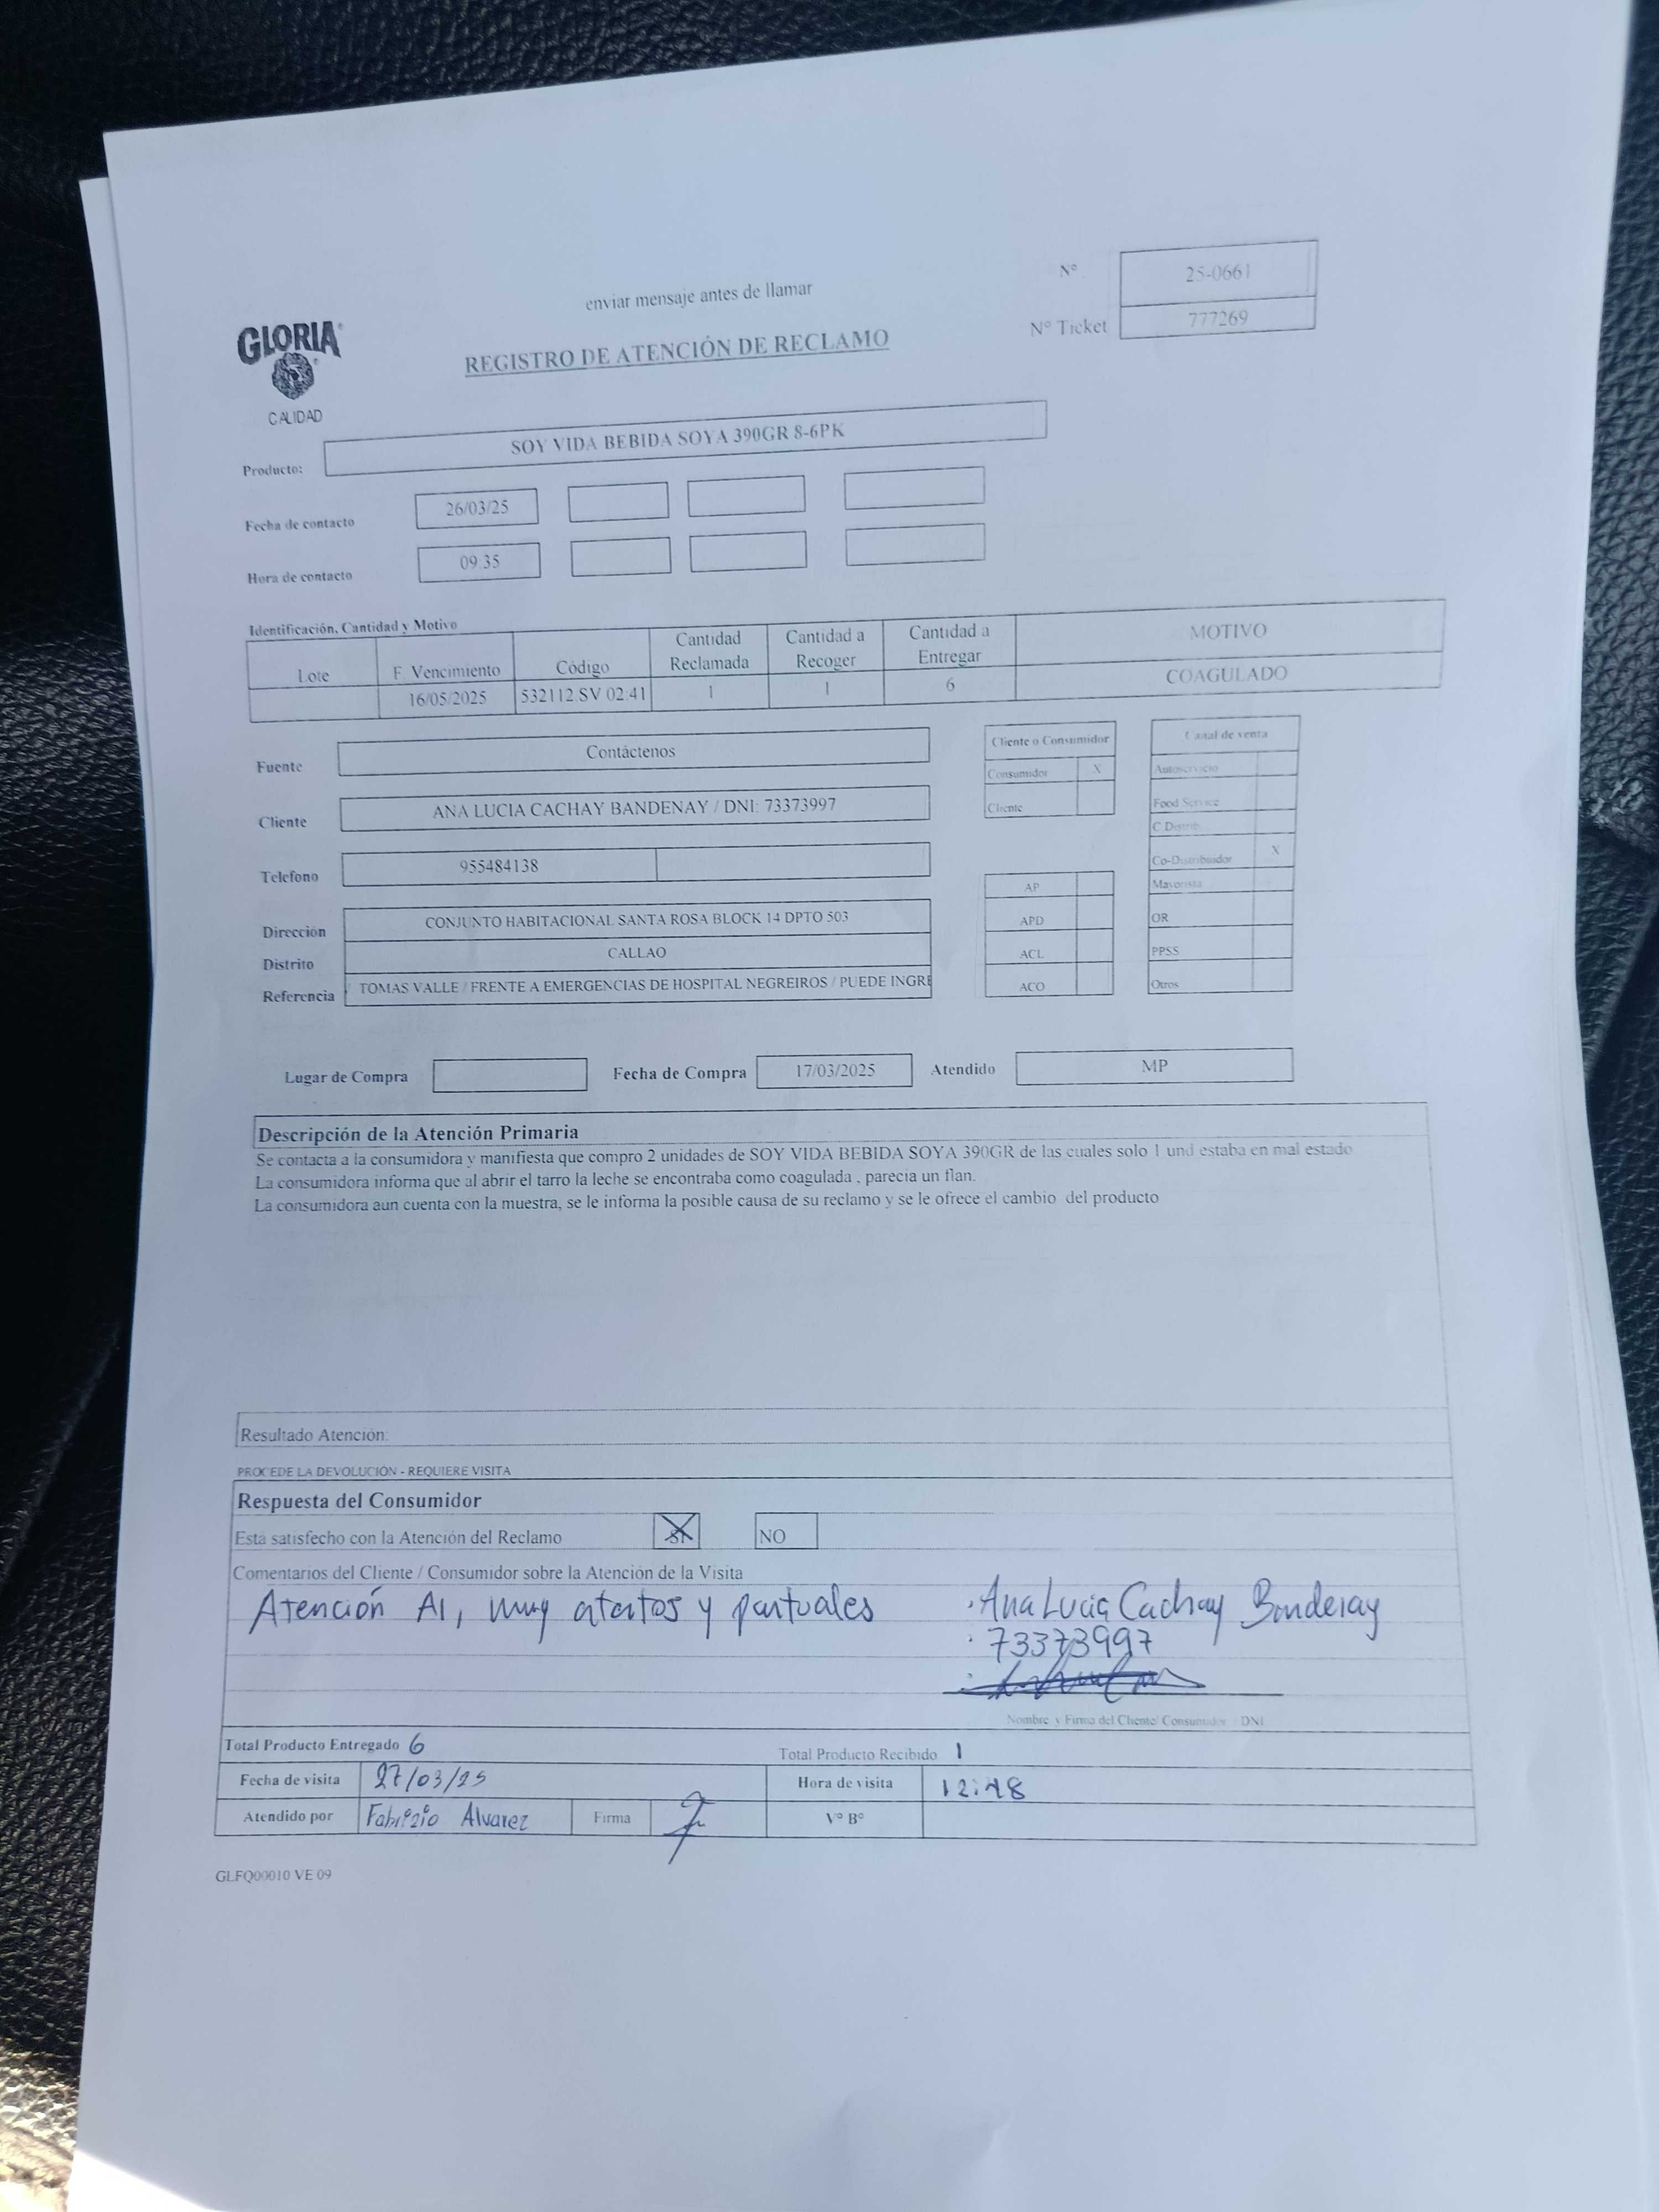 enviar mensaje antes de llamar
Nº 25-0661
Nº Ticket 777269
GLORIA
CALIDAD
REGISTRO DE ATENCIÓN DE RECLAMO
Producto: SOY VIDA BEBIDA SOYA 390GR 8-6PK
Fecha de contacto 26/03/25
Hora de contacto 09:35
Identificación, Cantidad y Motivo
Lote F. Vencimiento Código Cantidad Reclamada Cantidad a Recoger Cantidad a Entregar MOTIVO
16/05/2025 532112 SV 02:41 1 1 6 COAGULADO
Fuente Contáctenos
Cliente ANA LUCIA CACHAY BANDENAY / DNI: 73373997
Telefono 955484138
Dirección CONJUNTO HABITACIONAL SANTA ROSA BLOCK 14 DPTO 503
Distrito CALLAO
Referencia TOMAS VALLE / FRENTE A EMERGENCIAS DE HOSPITAL NEGREIROS / PUEDE INGRE
Cliente o Consumidor
Consumidor X
Cliente
AP
APD
ACL
ACO
Canal de venta
Autoservicio
Food Service
C.Distrib.
Co-Distribuidor X
Mayorista
OR
PPSS
Otros
Lugar de Compra Fecha de Compra 17/03/2025 Atendido MP
Descripción de la Atención Primaria
Se contacta a la consumidora y manifiesta que compro 2 unidades de SOY VIDA BEBIDA SOYA 390GR de las cuales solo 1 und estaba en mal estado
La consumidora informa que al abrir el tarro la leche se encontraba como coagulada , parecia un flan.
La consumidora aun cuenta con la muestra, se le informa la posible causa de su reclamo y se le ofrece el cambio del producto
Resultado Atención:
PROCEDE LA DEVOLUCIÓN - REQUIERE VISITA
Respuesta del Consumidor
Esta satisfecho con la Atención del Reclamo SI NO
Comentarios del Cliente / Consumidor sobre la Atención de la Visita
Atención A1, muy atentos y puntuales
· Ana Lucia Cachay Bandenay
· 73373997
Nombre y Firma del Cliente/ Consumidor / DNI
Total Producto Entregado 6 Total Producto Recibido 1
Fecha de visita 27/03/25 Hora de visita 12:48
Atendido por Fabrizio Alvarez Firma Vº Bº
GLFQ00010 VE 09